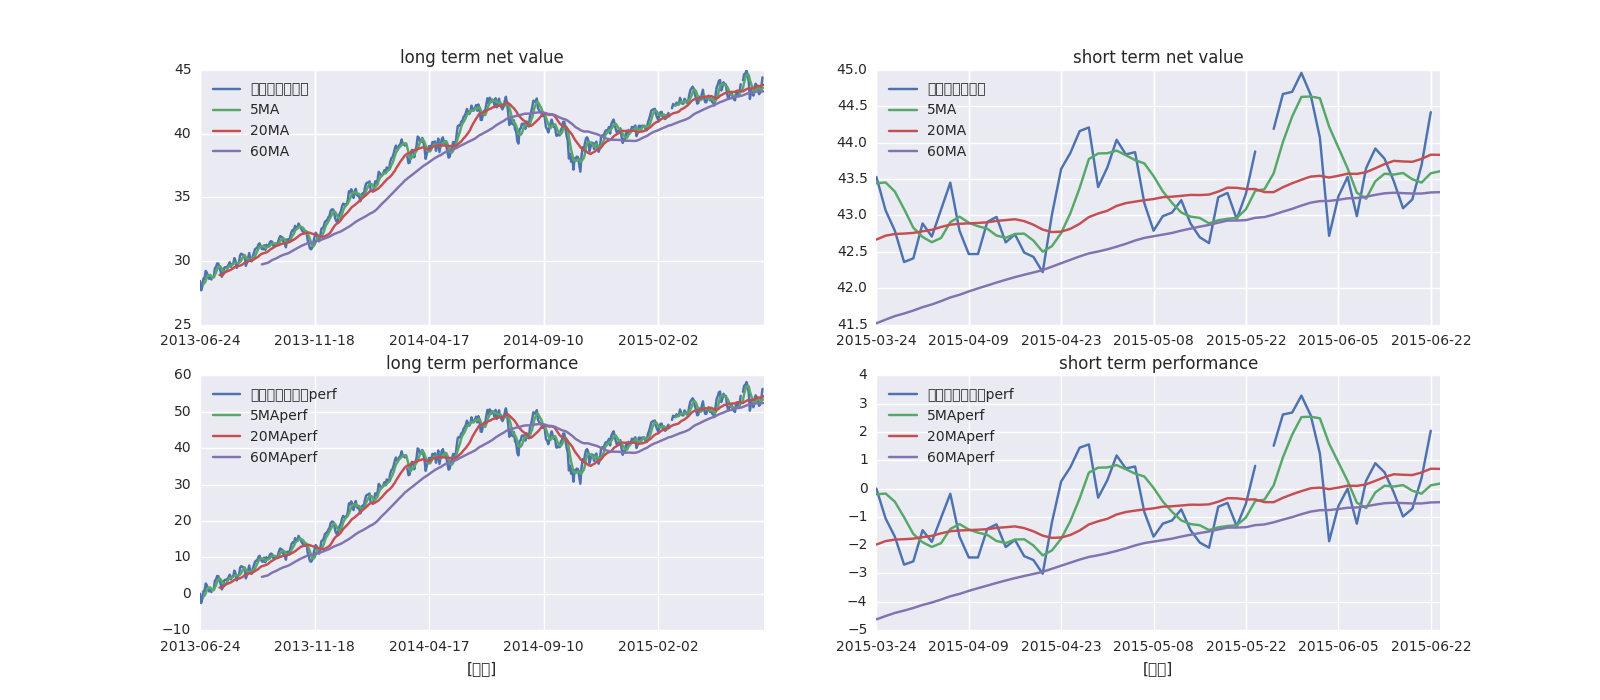 long term net value
45
40
35
30
25
5MA
20MA
60MA
2013-06-24 2013-11-18 2014-04-17 2014-09-10 2015-02-02
short term net value
45.0
44.5
44.0
43.5
43.0
42.5
42.0
41.5
5MA
20MA
60MA
2015-03-24 2015-04-09 2015-04-23 2015-05-08 2015-05-22 2015-06-05 2015-06-22
long term performance
60
50
40
30
20
10
0
−10
perf
5MAperf
20MAperf
60MAperf
2013-06-24 2013-11-18 2014-04-17 2014-09-10 2015-02-02
[]
short term performance
4
3
2
1
0
−1
−2
−3
−4
−5
perf
5MAperf
20MAperf
60MAperf
2015-03-24 2015-04-09 2015-04-23 2015-05-08 2015-05-22 2015-06-05 2015-06-22
[]